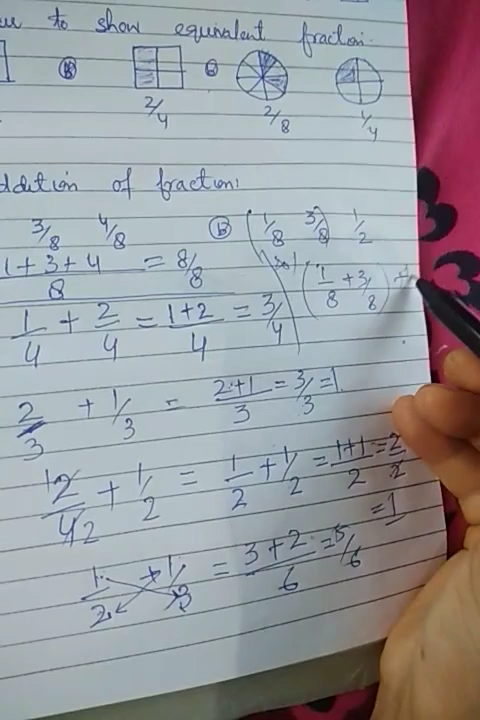 to show equivalent fraction
B C
2/4 2/8 1/4
of fraction:
3/8 4/8 B 1/8 3/8 1/2
1+3+4/8 = 8/8 Sol (1/8 + 3/8) +
1/4 + 2/4 = 1+2/4 = 3/4
2/3 + 1/3 = 2+1/3 = 3/3 = 1
12/42 + 1/2 = 1/2 + 1/2 = 1+1/2 = 2/2
= 1
1/2 + 1/3 = 3+2/6 = 5/6